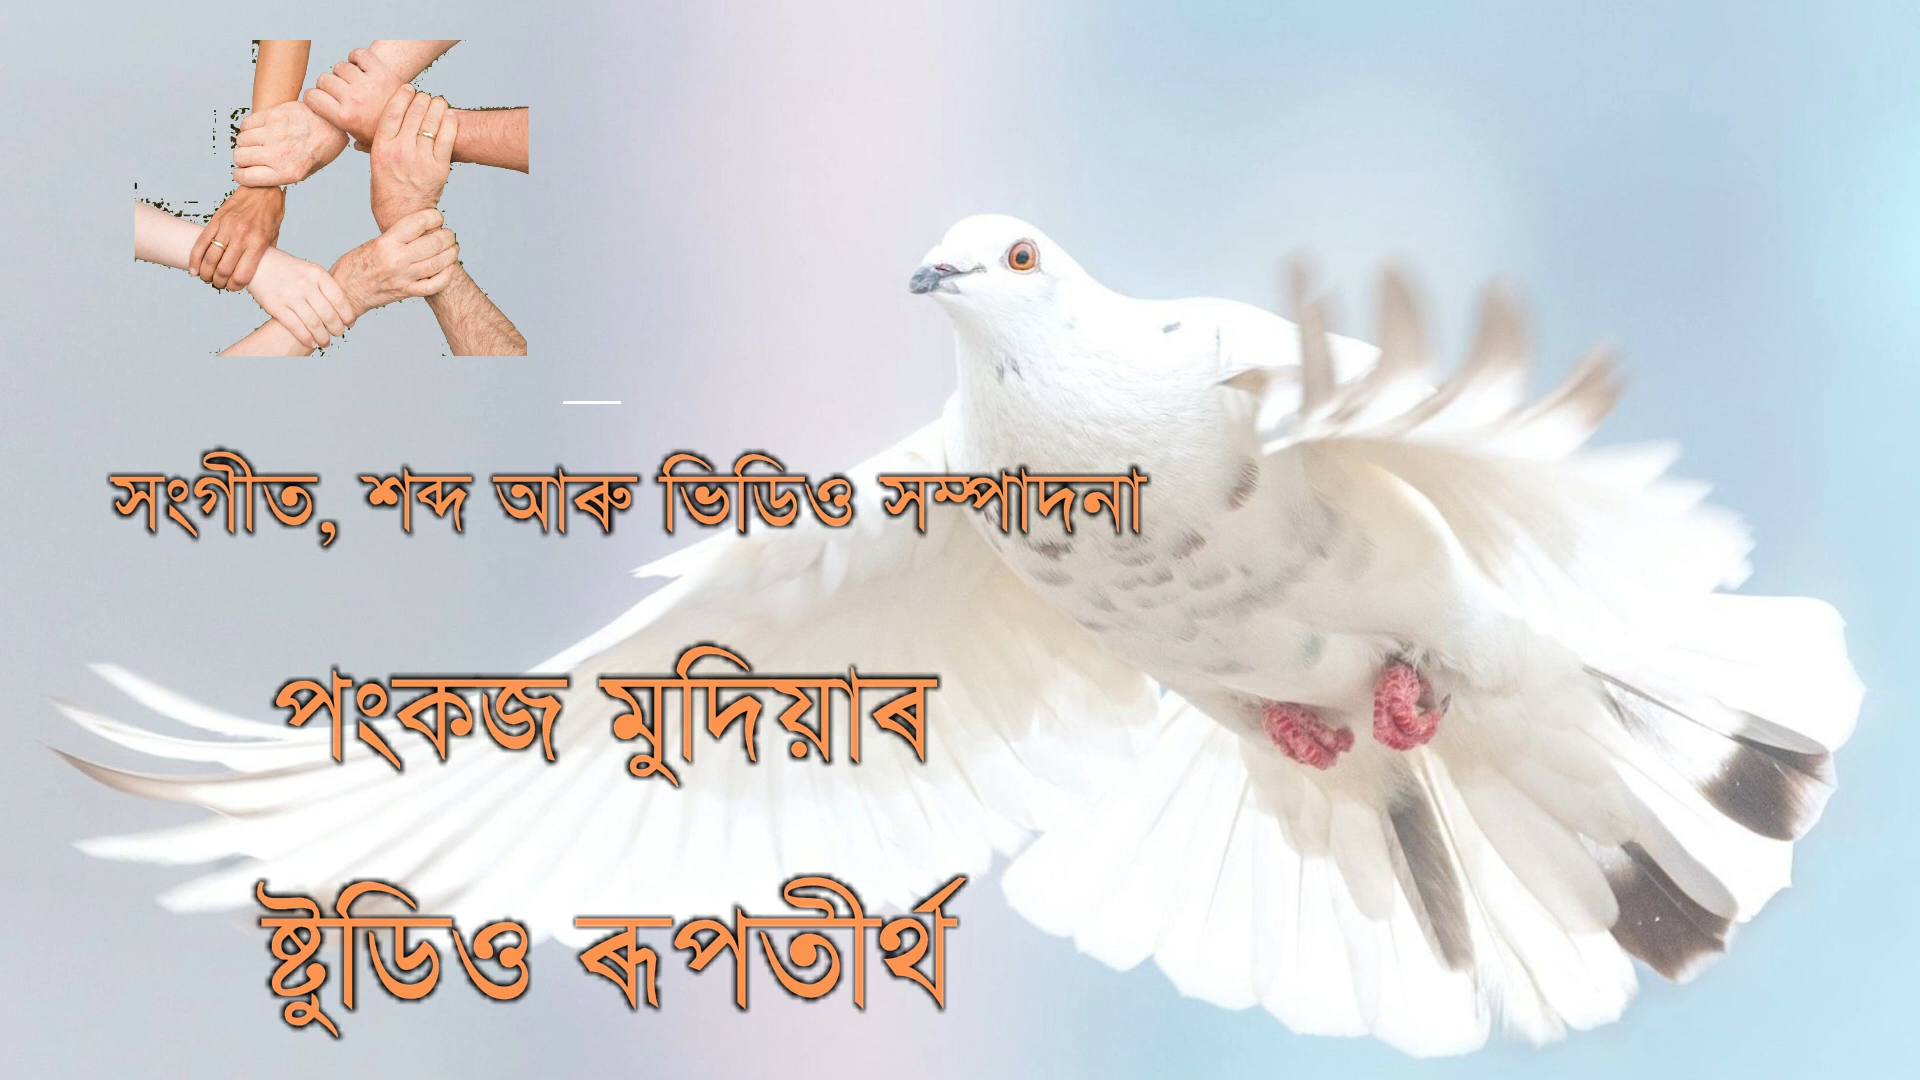 সংগীত, শব্দ আৰু ভিডিও সম্পাদনা
পংকজ মুদিয়াৰ
ষ্টুডিও ৰূপতীৰ্থ